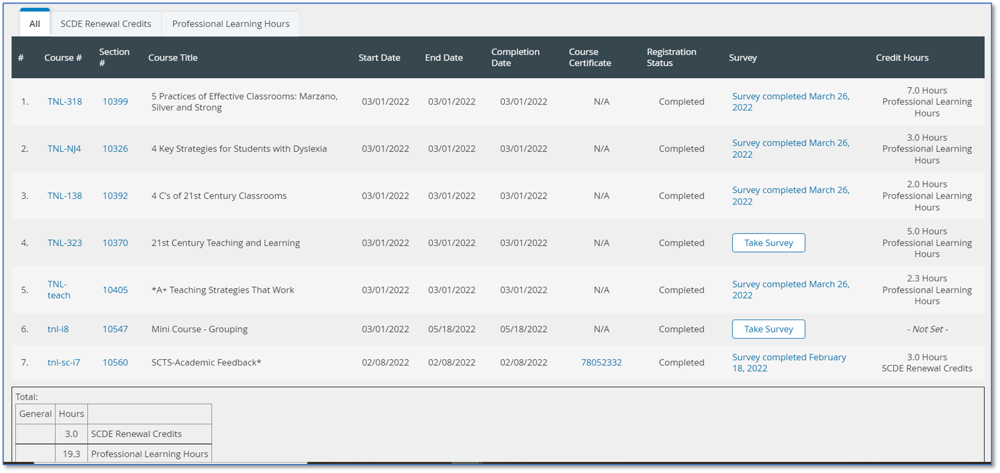 All SCDE Renewal Credits Professional Learning Hours
# Course # Section # Course Title Start Date End Date Completion Date Course Certificate Registration Status Survey Credit Hours
1. TNL-318 10399 5 Practices of Effective Classrooms: Marzano, Silver and Strong 03/01/2022 03/01/2022 03/01/2022 N/A Completed Survey completed March 26, 2022 7.0 Hours Professional Learning Hours
2. TNL-NJ4 10326 4 Key Strategies for Students with Dyslexia 03/01/2022 03/01/2022 03/01/2022 N/A Completed Survey completed March 26, 2022 3.0 Hours Professional Learning Hours
3. TNL-138 10392 4 C's of 21st Century Classrooms 03/01/2022 03/01/2022 03/01/2022 N/A Completed Survey completed March 26, 2022 2.0 Hours Professional Learning Hours
4. TNL-323 10370 21st Century Teaching and Learning 03/01/2022 03/01/2022 03/01/2022 N/A Completed Take Survey 5.0 Hours Professional Learning Hours
5. TNL-teach 10405 *A+ Teaching Strategies That Work 03/01/2022 03/01/2022 03/01/2022 N/A Completed Survey completed March 26, 2022 2.3 Hours Professional Learning Hours
6. tnl-i8 10547 Mini Course - Grouping 03/01/2022 05/18/2022 05/18/2022 N/A Completed Take Survey - Not Set -
7. tnl-sc-i7 10560 SCTS-Academic Feedback* 02/08/2022 02/08/2022 02/08/2022 78052332 Completed Survey completed February 18, 2022 3.0 Hours SCDE Renewal Credits
Total:
General Hours
3.0 SCDE Renewal Credits
19.3 Professional Learning Hours